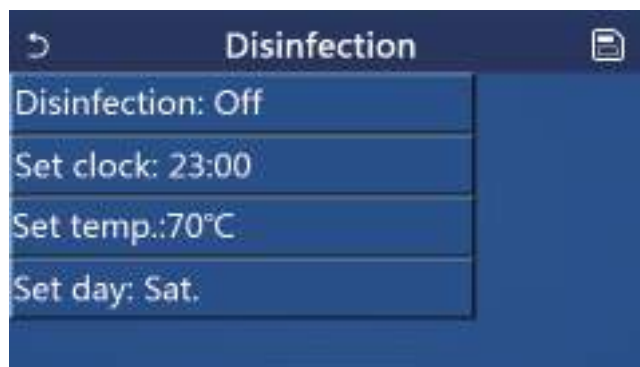 Disinfection
Disinfection: Off
Set clock: 23:00
Set temp.:70℃
Set day: Sat.